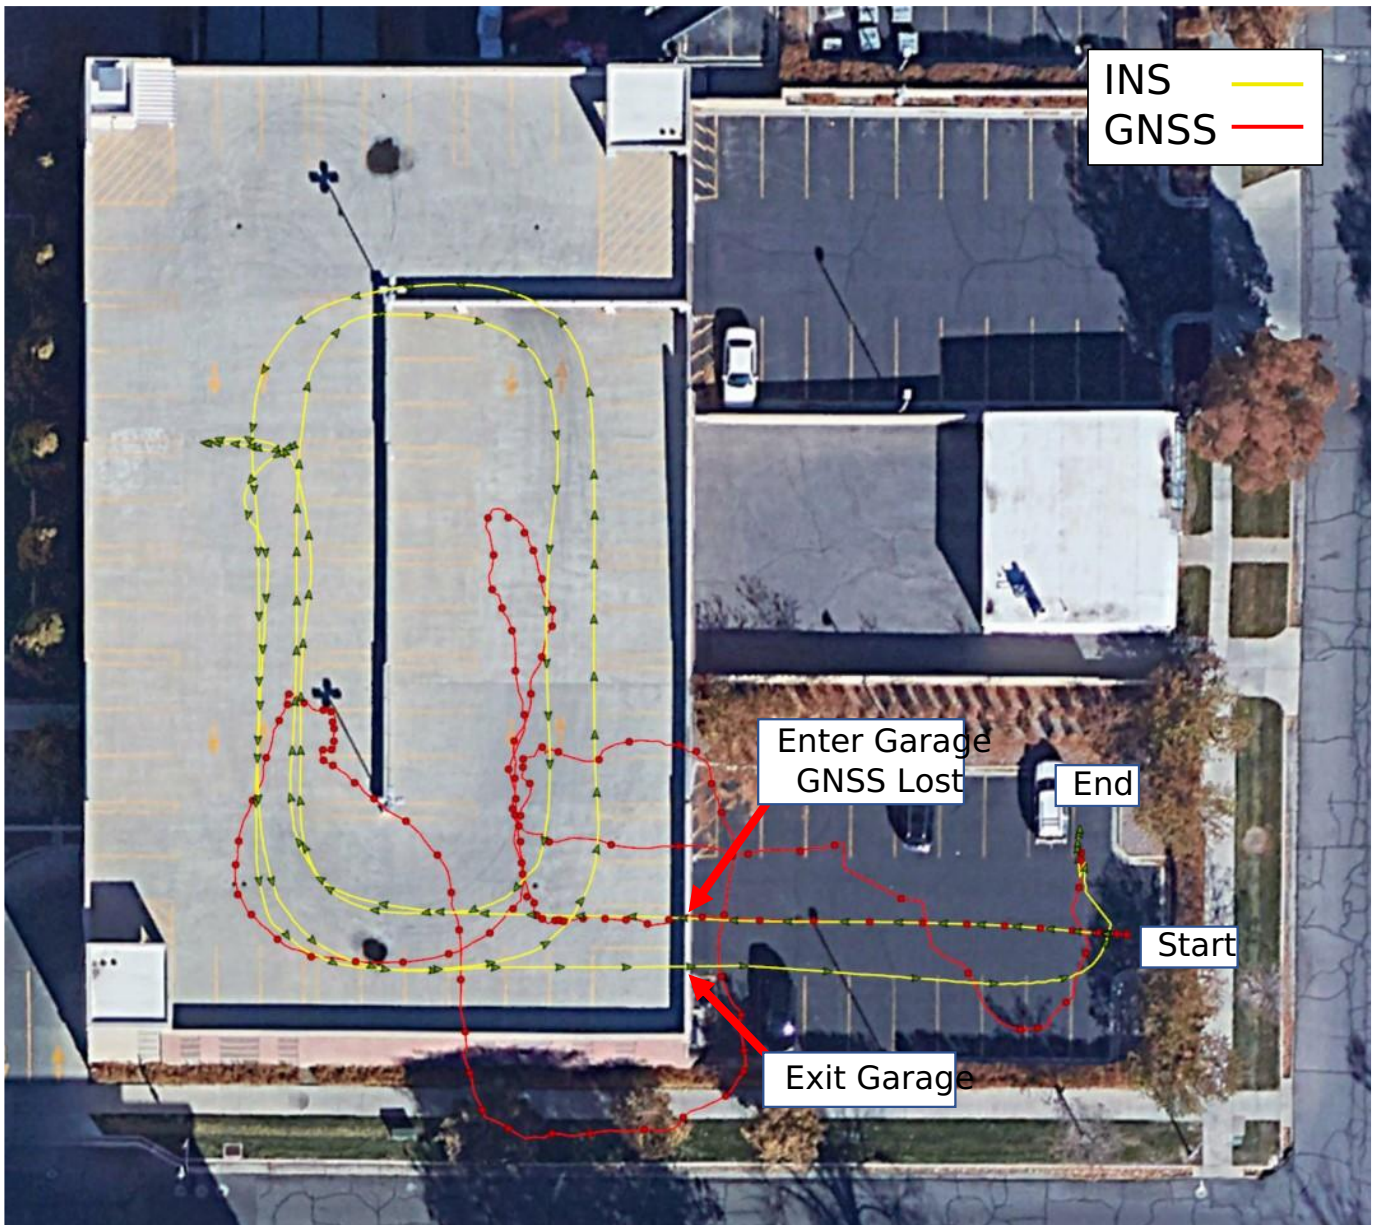 INS
GNSS
Enter Garage
GNSS Lost
End
Start
Exit Garage